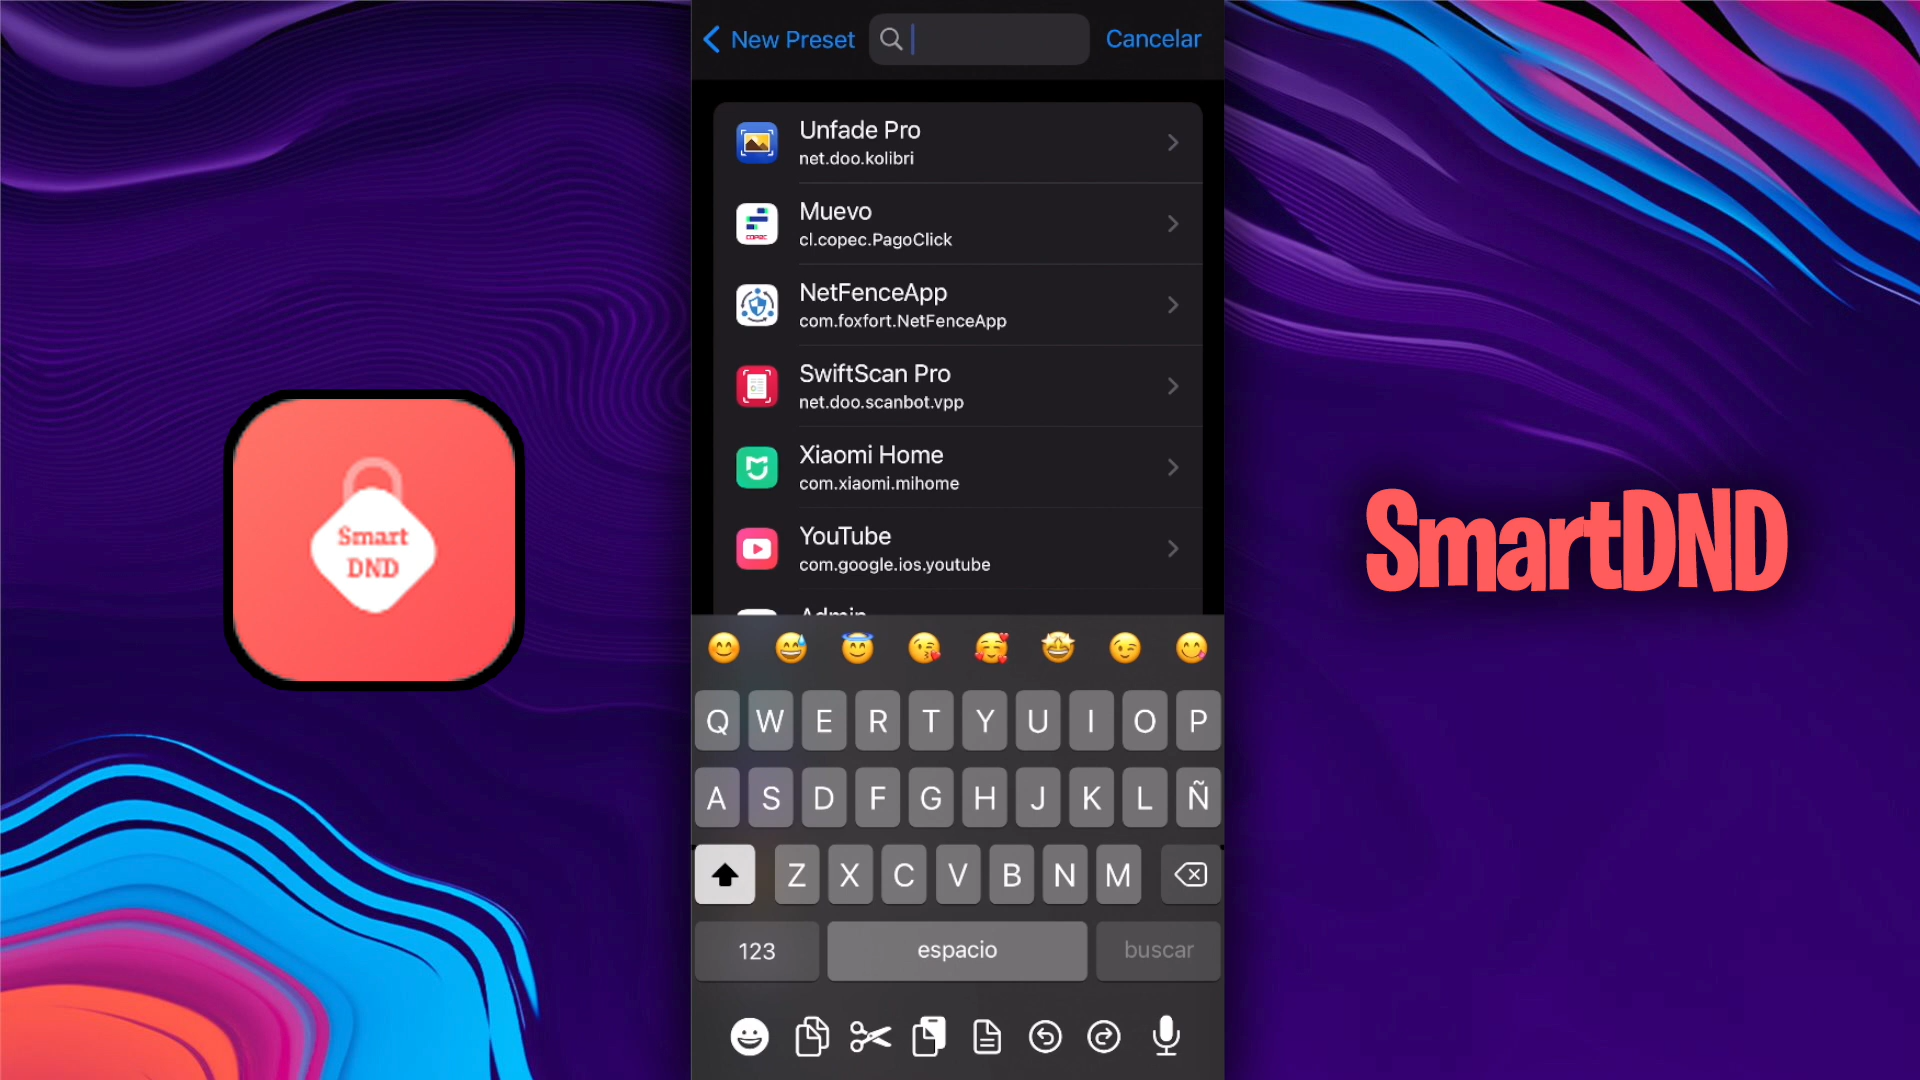 New Preset
Cancelar
Unfade Pro
net.doo.kolibri
Muevo
cl.copec.PagoClick
COPEC
NetFenceApp
com.foxfort.NetFenceApp
SwiftScan Pro
net.doo.scanbot.vpp
Xiaomi Home
com.xiaomi.mihome
YouTube
com.google.ios.youtube
Admin
Smart
DND
SmartDND
Q W E R T Y U I O P
A S D F G H J K L Ñ
Z X C V B N M
123 espacio buscar